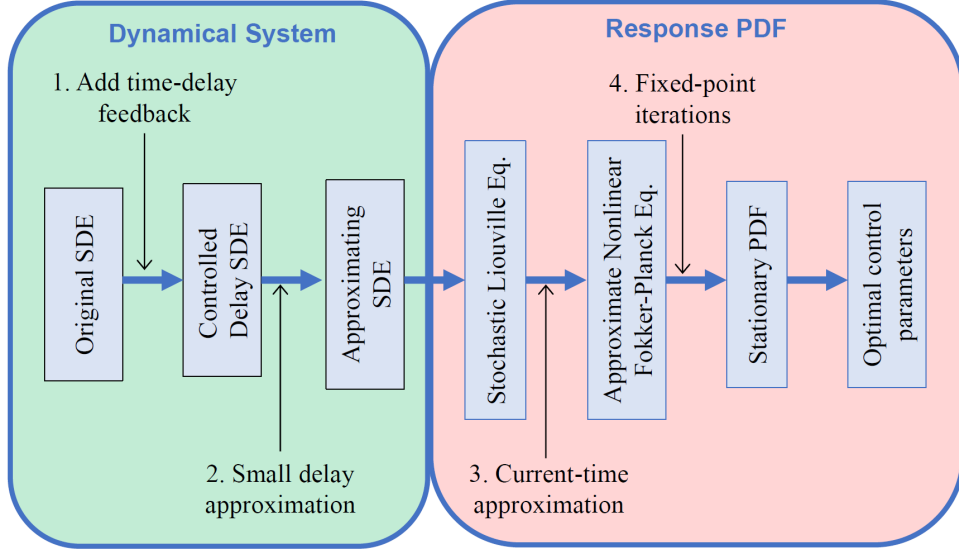 Dynamical System
Response PDF
1. Add time-delay
feedback
4. Fixed-point
iterations
Original SDE
Controlled
Delay SDE
Approximating
SDE
Stochastic Liouville Eq.
Approximate Nonlinear
Fokker-Planck Eq.
Stationary PDF
Optimal control
parameters
2. Small delay
approximation
3. Current-time
approximation